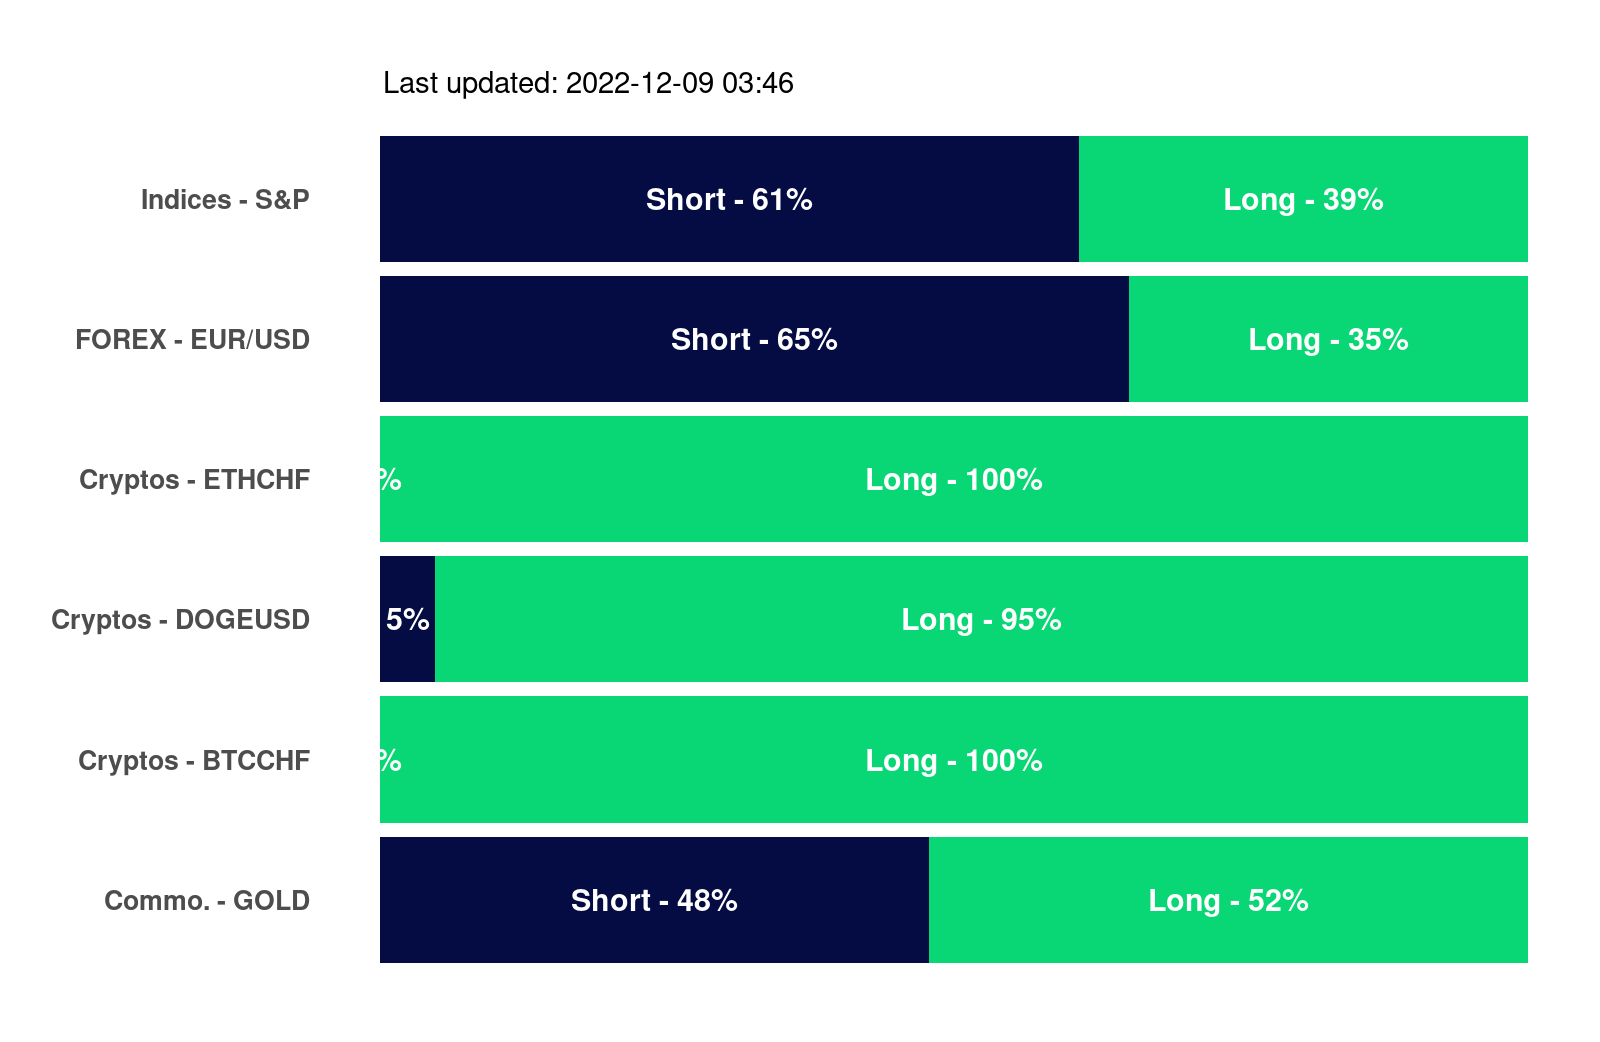 Last updated: 2022-12-09 03:46
Indices - S&P Short - 61% Long - 39%
FOREX - EUR/USD Short - 65% Long - 35%
Cryptos - ETHCHF % Long - 100%
Cryptos - DOGEUSD 5% Long - 95%
Cryptos - BTCCHF % Long - 100%
Commo. - GOLD Short - 48% Long - 52%